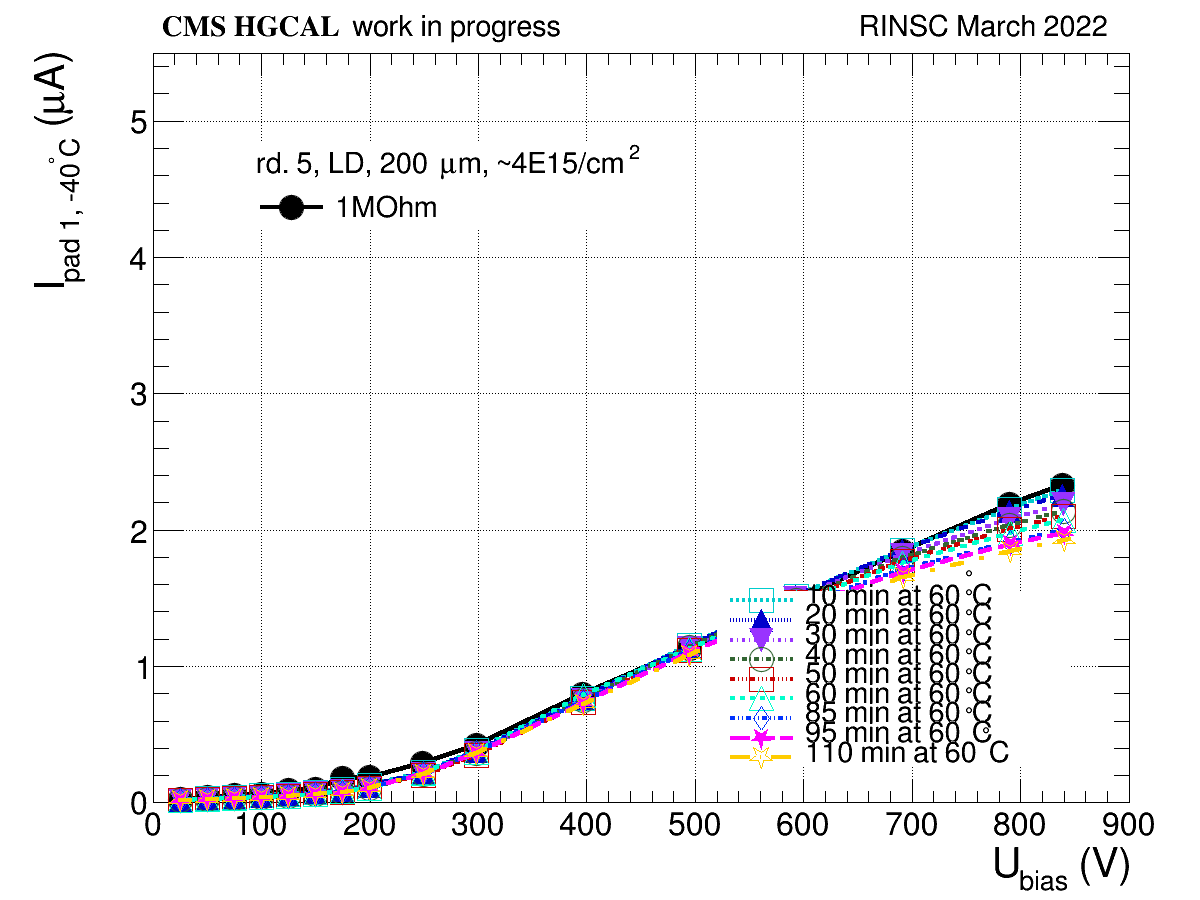 CMS HGCAL work in progress
RINSC March 2022
I pad 1, -40°C (μA)
5
rd. 5, LD, 200 μm, ~4E15/cm²
1MOhm
4
3
2
1
0
10 min at 60°C
20 min at 60°C
30 min at 60°C
40 min at 60°C
50 min at 60°C
60 min at 60°C
85 min at 60°C
95 min at 60°C
110 min at 60°C
0 100 200 300 400 500 600 700 800 900
U bias (V)